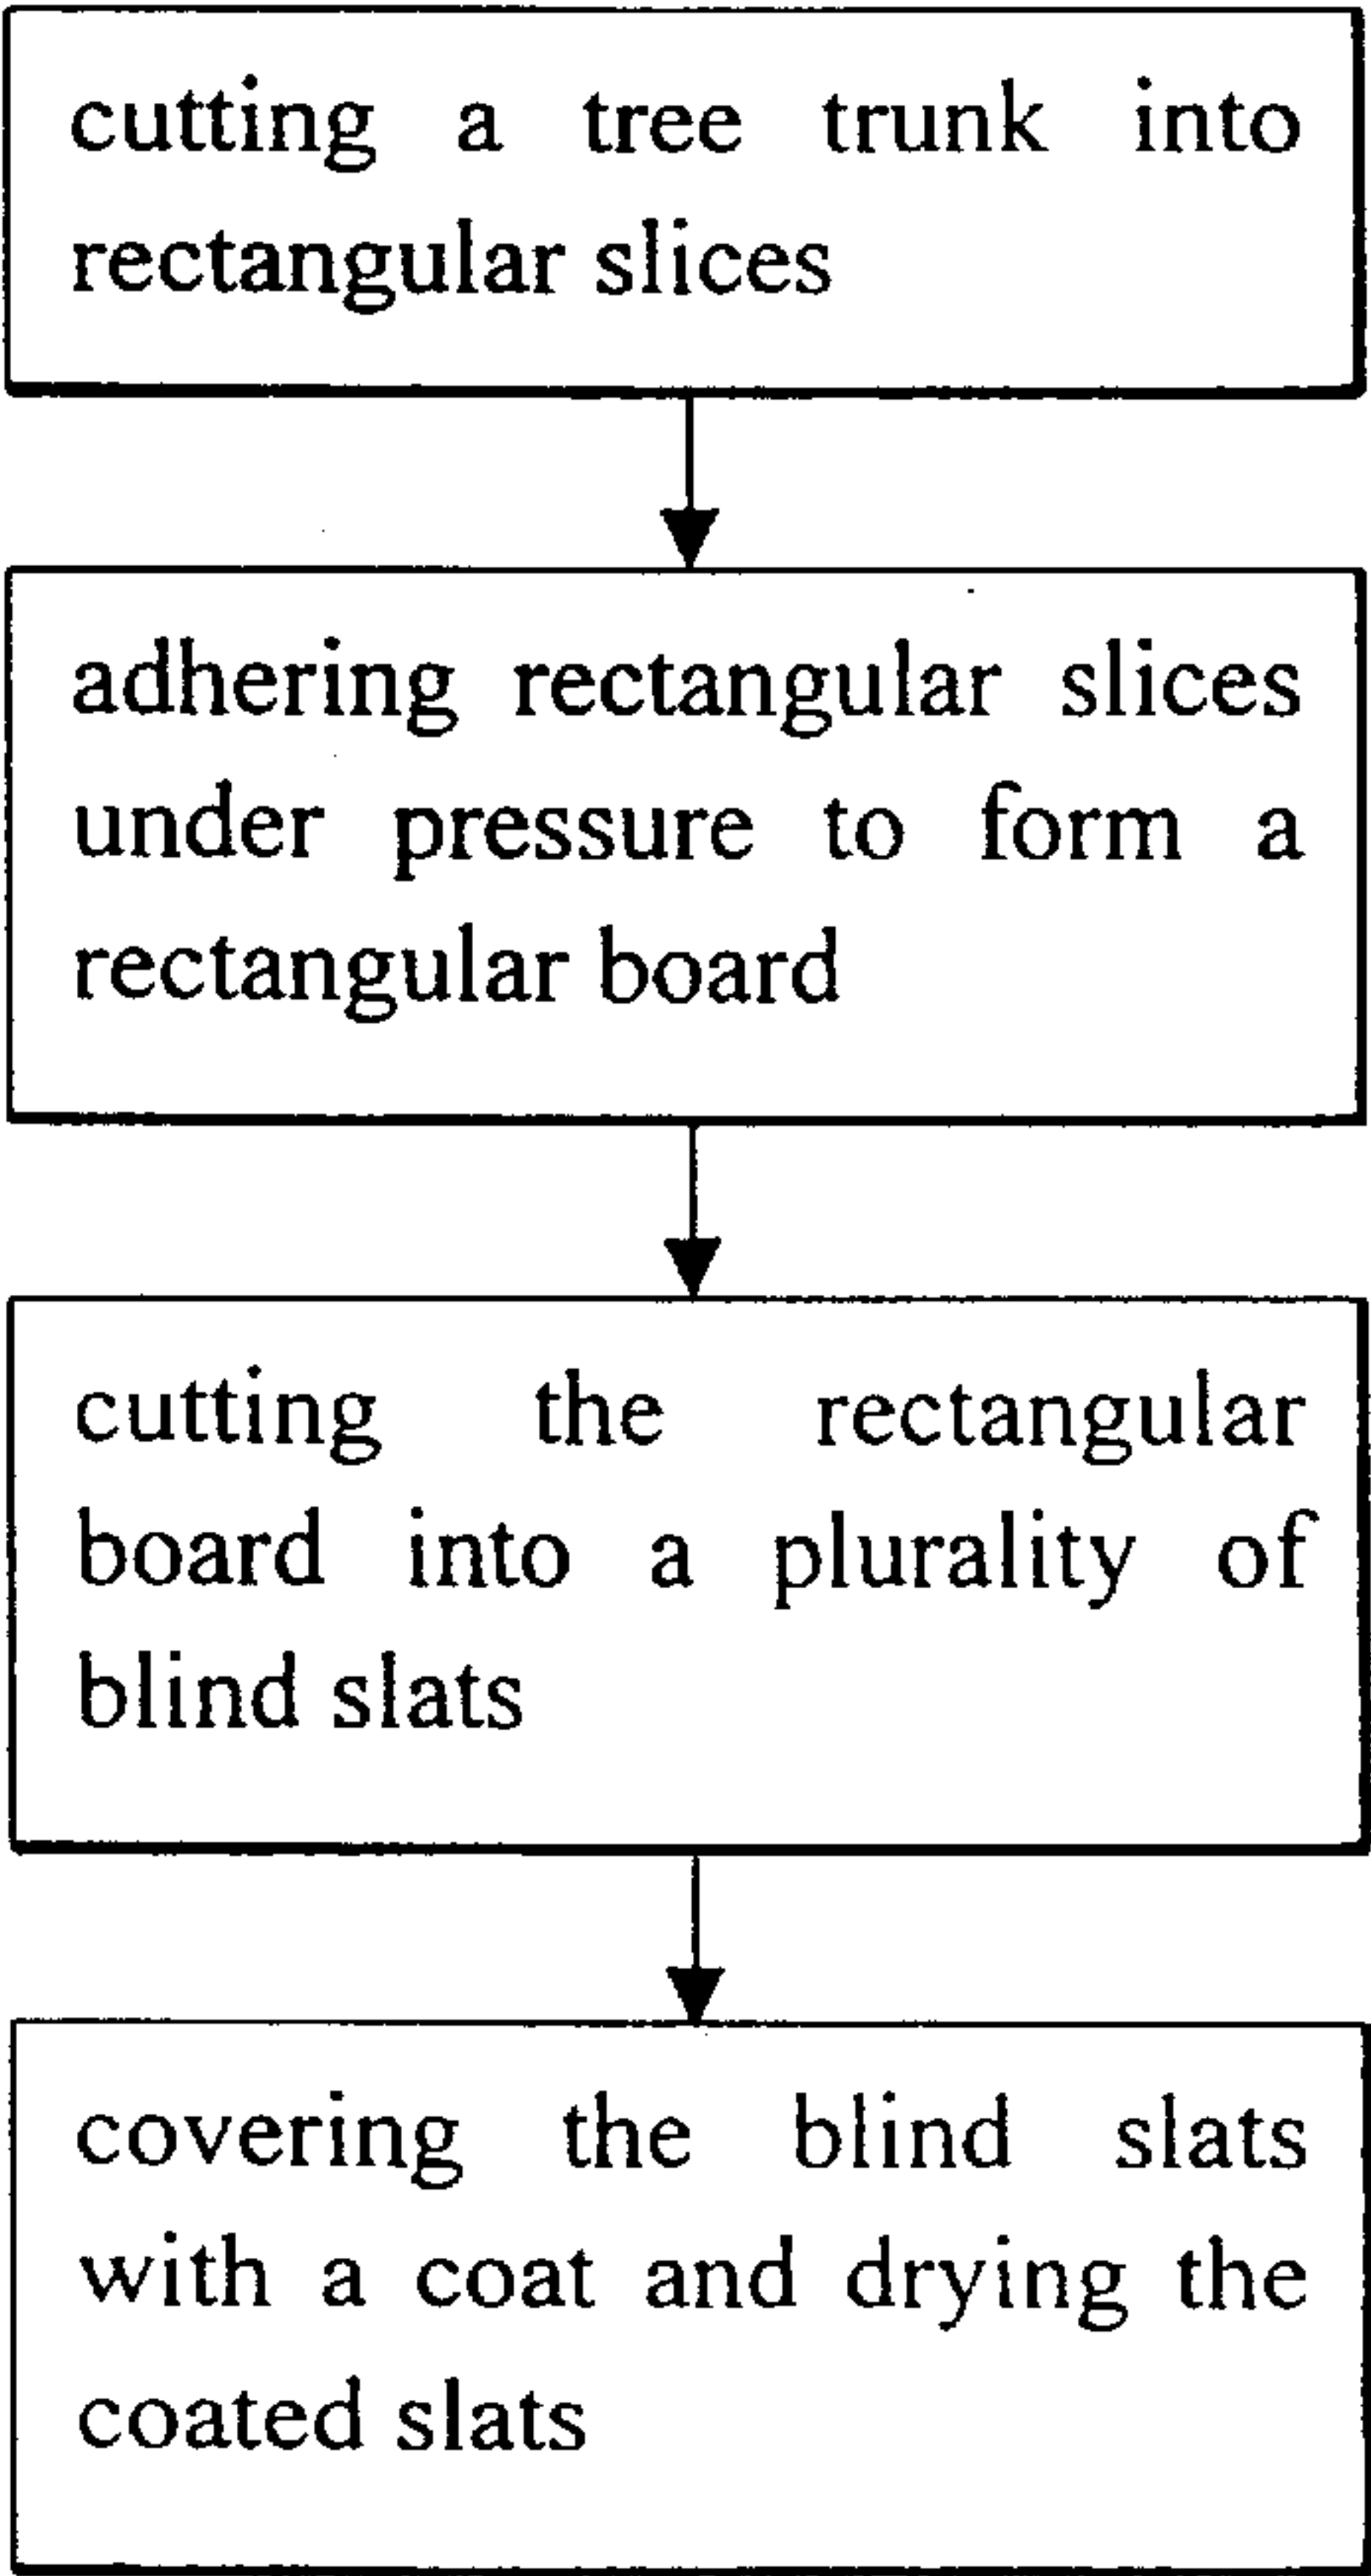 cutting a tree trunk into
rectangular slices
adhering rectangular slices
under pressure to form a
rectangular board
cutting the rectangular
board into a plurality of
blind slats
covering the blind slats
with a coat and drying the
coated slats